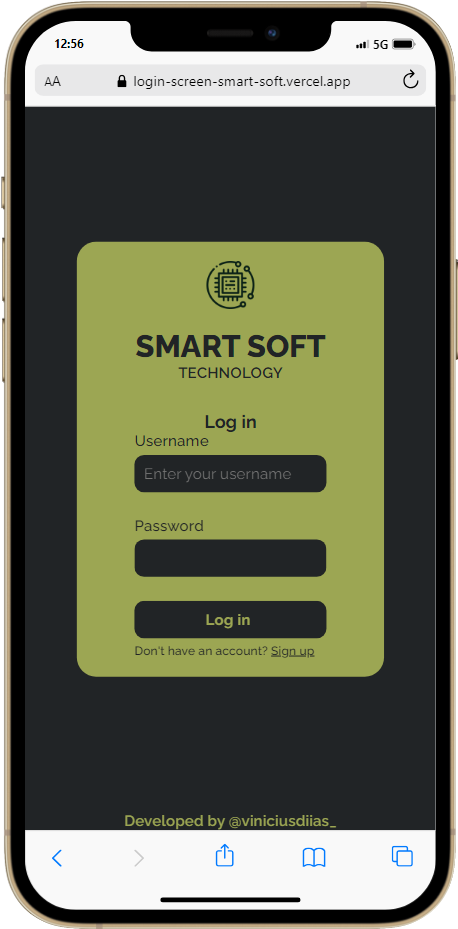 12:56
5G
AA
login-screen-smart-soft.vercel.app
SMART SOFT
TECHNOLOGY
Log in
Username
Enter your username
Password
Log in
Don't have an account? Sign up
Developed by @viniciusdiias_